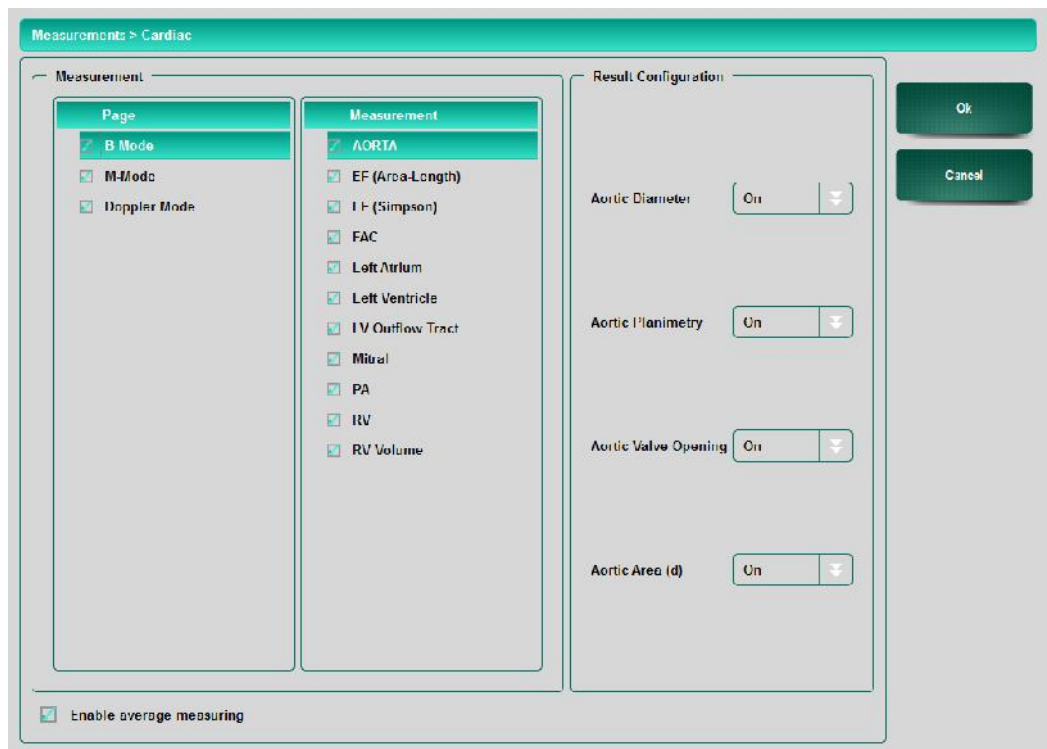 Measurements > Cardiac
Measurement
Page
B Mode
M-Mode
Doppler Mode
Measurement
AORTA
EF (Area-Length)
EF (Simpson)
FAC
Left Atrium
Left Ventricle
LV Outflow Tract
Mitral
PA
RV
RV Volume
Result Configuration
Aortic Diameter On
Aortic Planimetry On
Aortic Valve Opening On
Aortic Area (d) On
Ok
Cancel
Enable average measuring